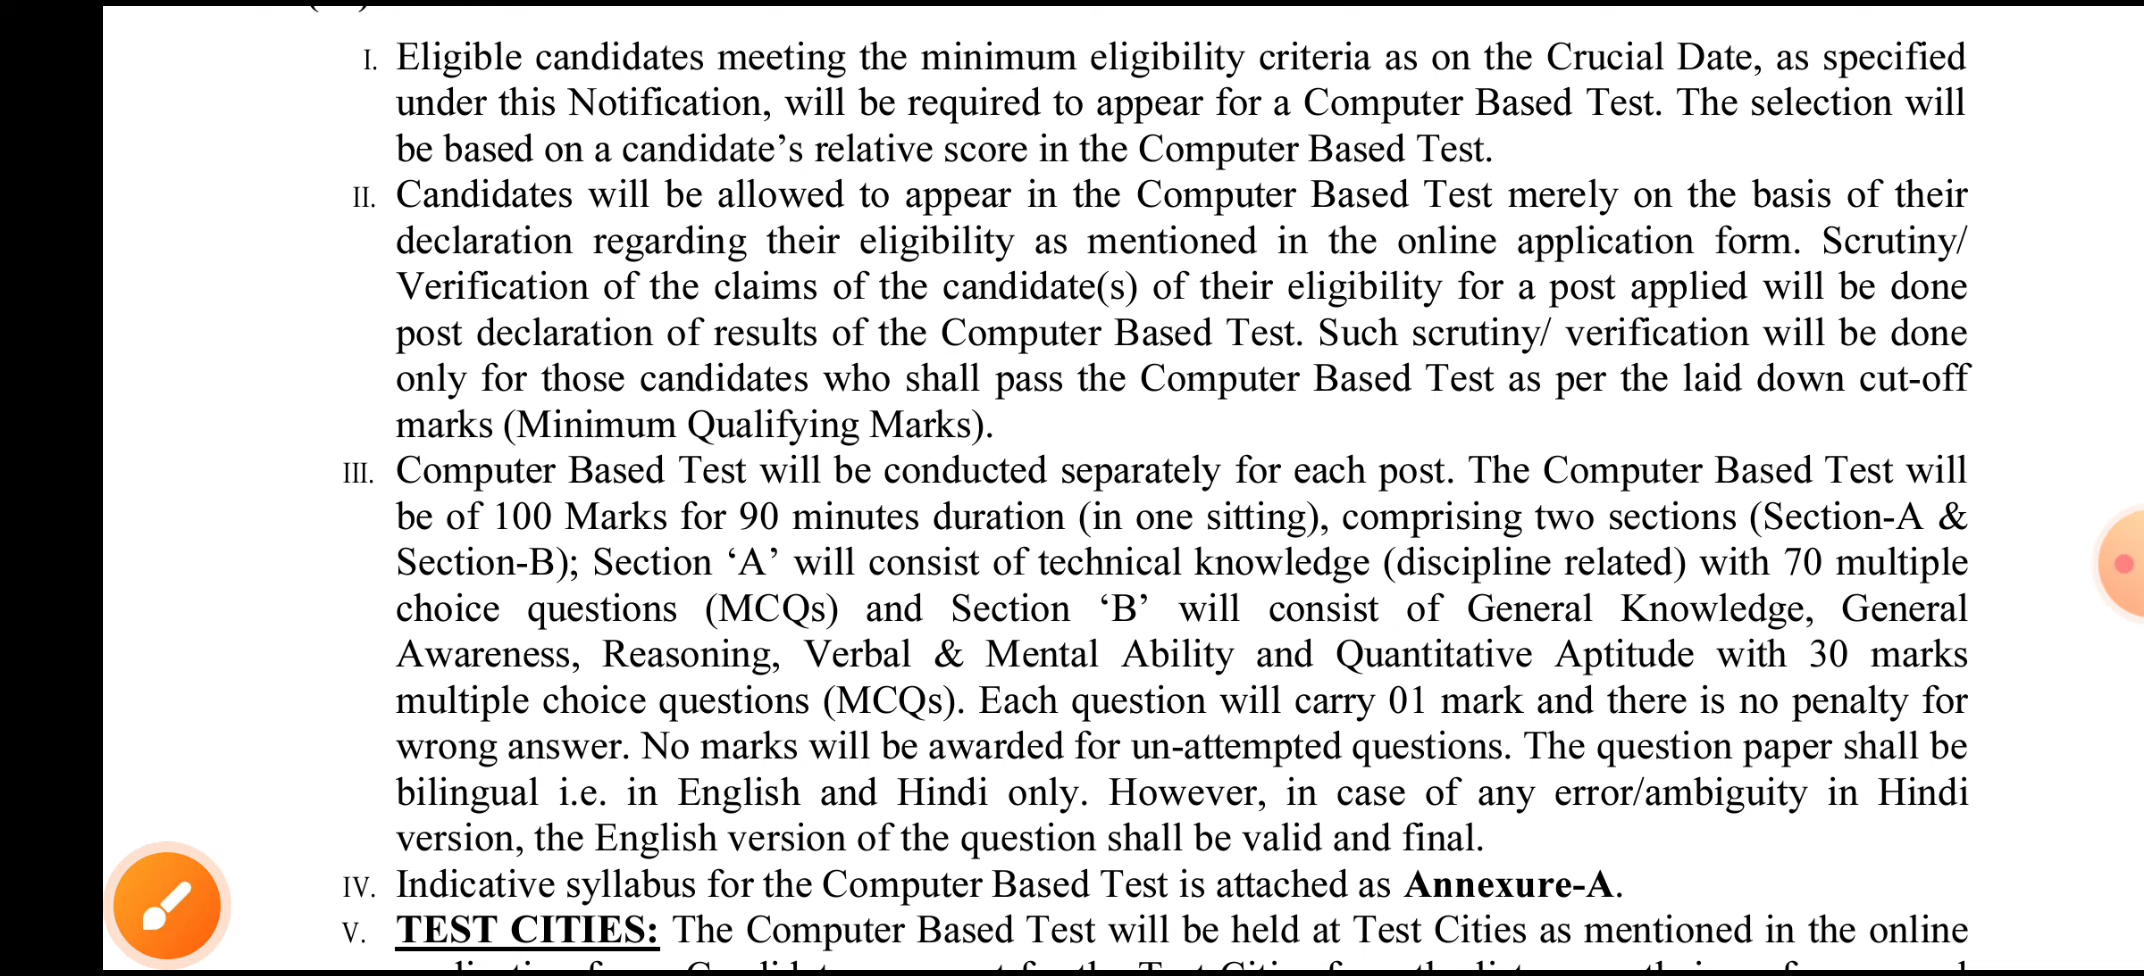 I. Eligible candidates meeting the minimum eligibility criteria as on the Crucial Date, as specified
under this Notification, will be required to appear for a Computer Based Test. The selection will
be based on a candidate’s relative score in the Computer Based Test.
II. Candidates will be allowed to appear in the Computer Based Test merely on the basis of their
declaration regarding their eligibility as mentioned in the online application form. Scrutiny/
Verification of the claims of the candidate(s) of their eligibility for a post applied will be done
post declaration of results of the Computer Based Test. Such scrutiny/ verification will be done
only for those candidates who shall pass the Computer Based Test as per the laid down cut-off
marks (Minimum Qualifying Marks).
III. Computer Based Test will be conducted separately for each post. The Computer Based Test will
be of 100 Marks for 90 minutes duration (in one sitting), comprising two sections (Section-A &
Section-B); Section ‘A’ will consist of technical knowledge (discipline related) with 70 multiple
choice questions (MCQs) and Section ‘B’ will consist of General Knowledge, General
Awareness, Reasoning, Verbal & Mental Ability and Quantitative Aptitude with 30 marks
multiple choice questions (MCQs). Each question will carry 01 mark and there is no penalty for
wrong answer. No marks will be awarded for un-attempted questions. The question paper shall be
bilingual i.e. in English and Hindi only. However, in case of any error/ambiguity in Hindi
version, the English version of the question shall be valid and final.
IV. Indicative syllabus for the Computer Based Test is attached as Annexure-A.
V. TEST CITIES: The Computer Based Test will be held at Test Cities as mentioned in the online